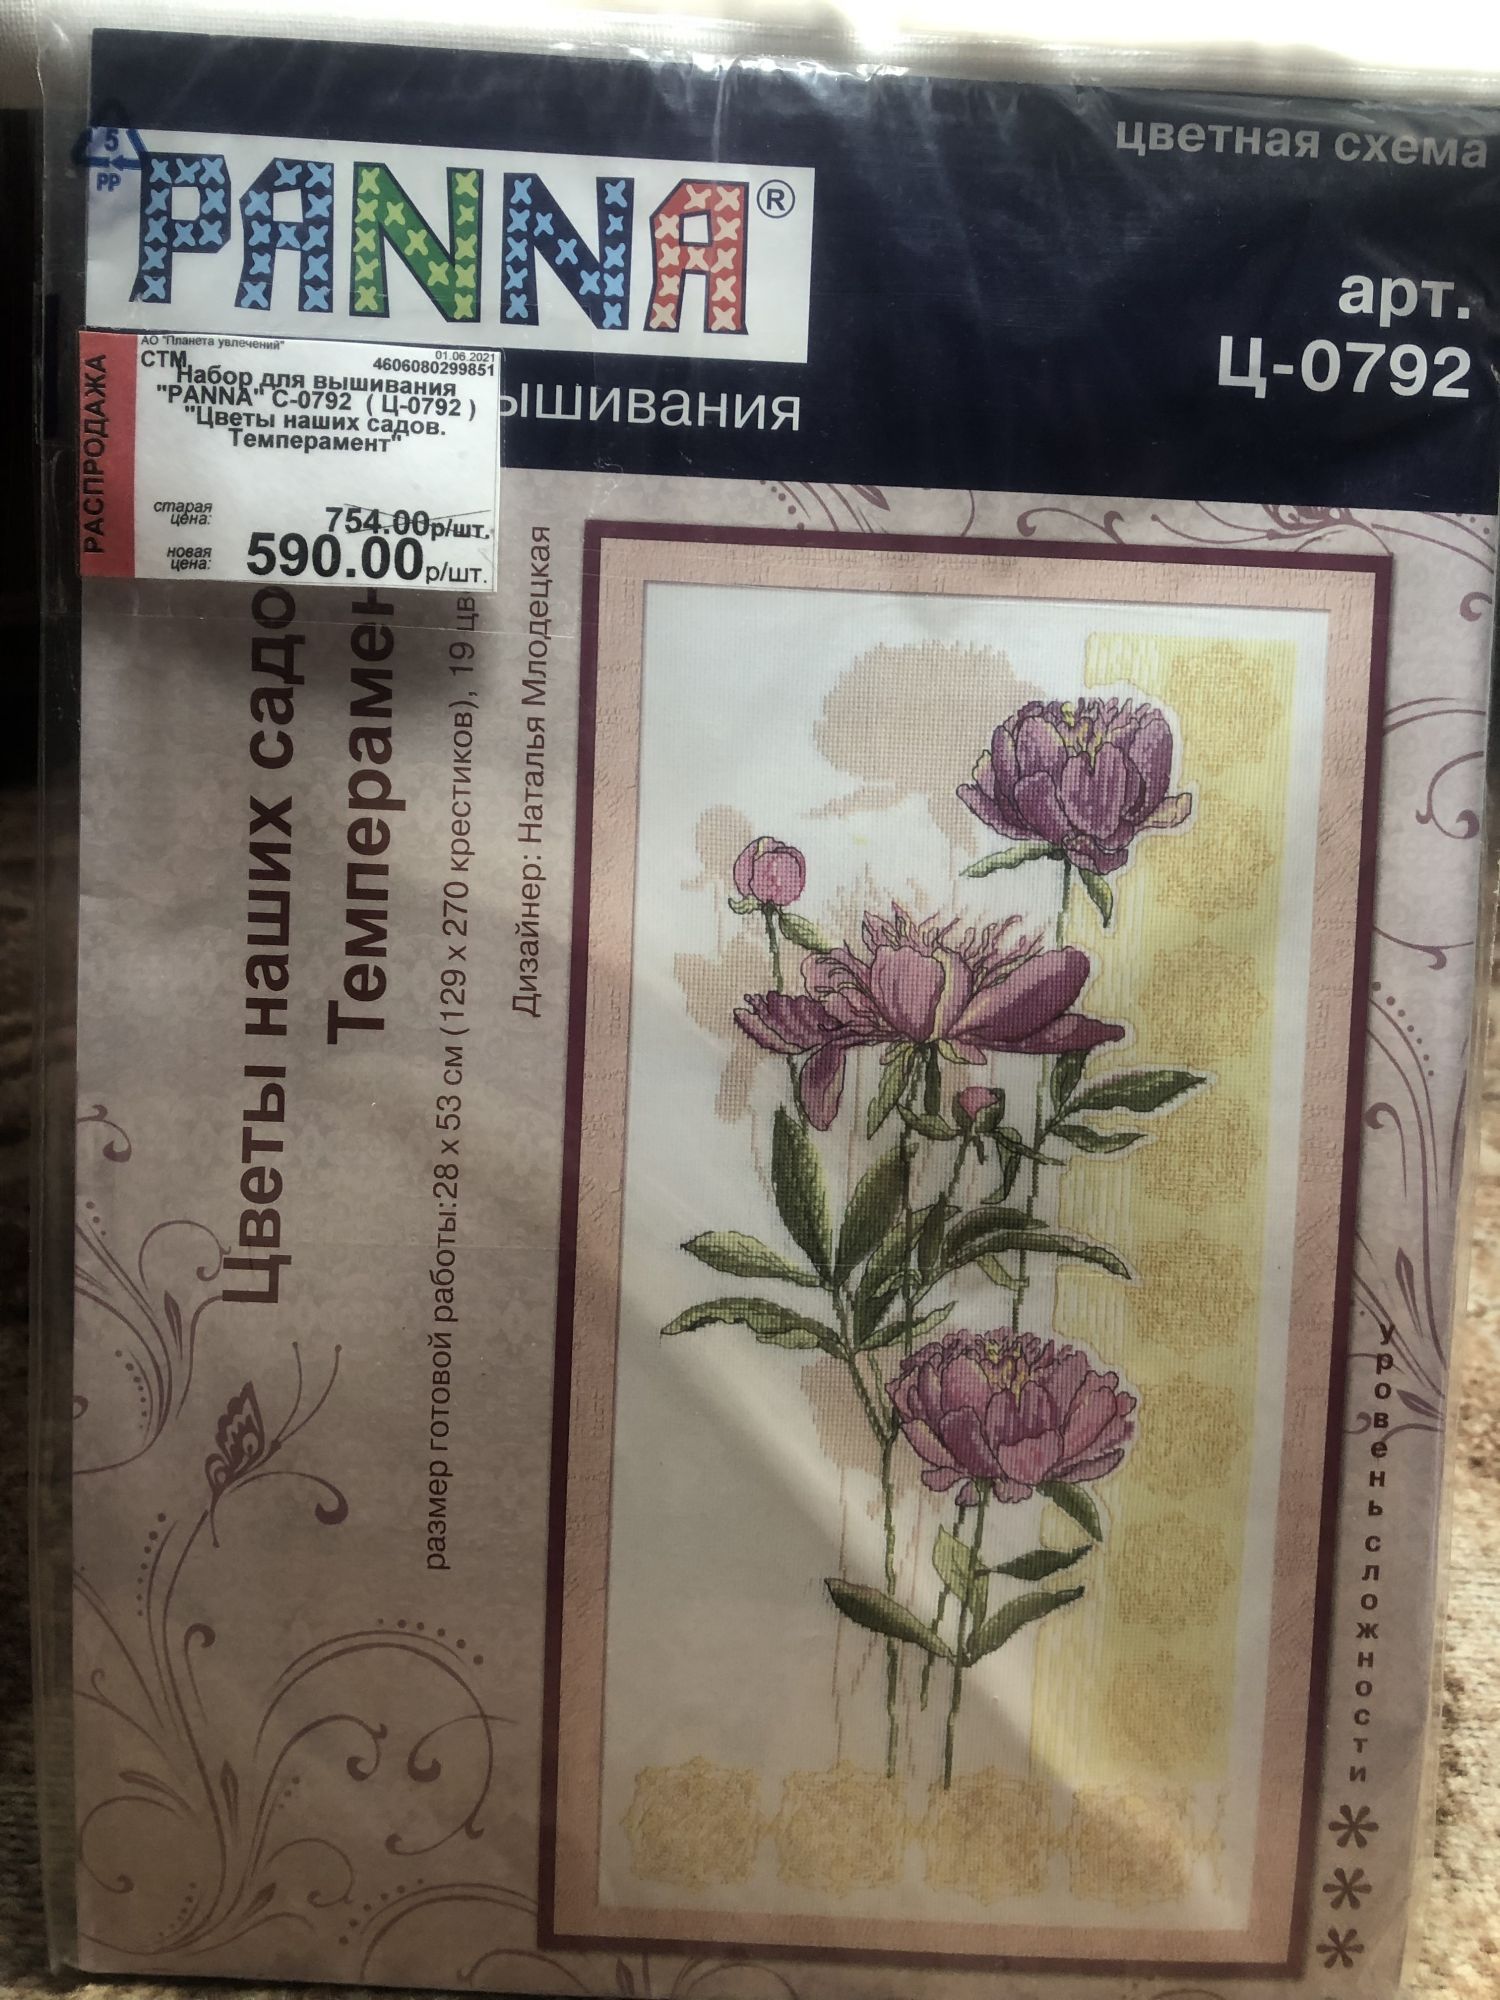 5
PP
PANNA®
цветная схема
арт.
Ц-0792
ышивания
РАСПРОДАЖА
АО "Планета увлечений"
01.06.2021
СТМ
4606080299851
Набор для вышивания
"PANNA" С-0792 ( Ц-0792 )
"Цветы наших садов.
Темперамент"
старая
цена:
754.00р/шт.
новая
цена:
590.00р/шт.
Цветы наших садо
Темперамен
размер готовой работы:28 х 53 см (129 х 270 крестиков), 19 цв
Дизайнер: Наталья Млодецкая
уровень сложности